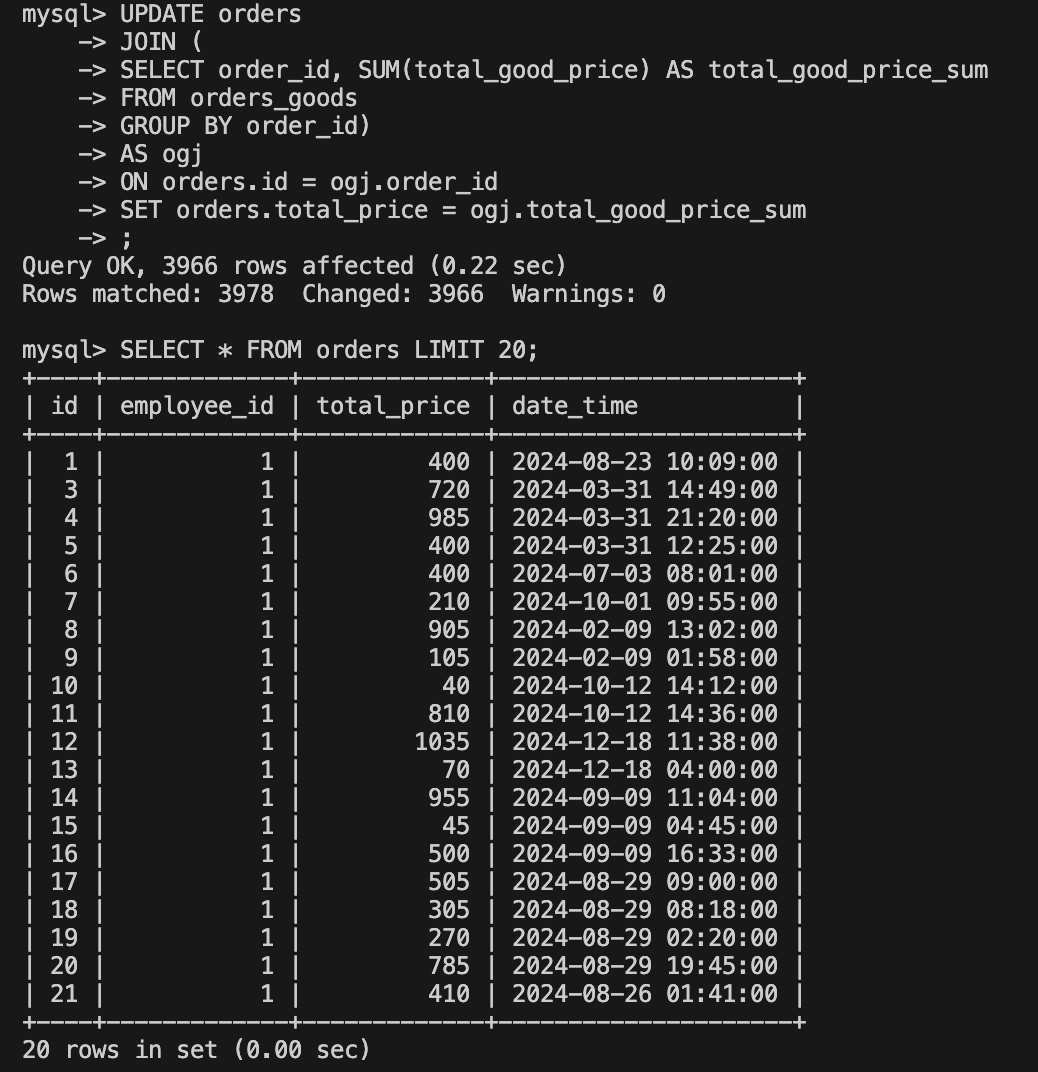 mysql> UPDATE orders
    -> JOIN (
    -> SELECT order_id, SUM(total_good_price) AS total_good_price_sum
    -> FROM orders_goods
    -> GROUP BY order_id)
    -> AS ogj
    -> ON orders.id = ogj.order_id
    -> SET orders.total_price = ogj.total_good_price_sum
    -> ;
Query OK, 3966 rows affected (0.22 sec)
Rows matched: 3978  Changed: 3966  Warnings: 0

mysql> SELECT * FROM orders LIMIT 20;
+----+-------------+-------------+---------------------+
| id | employee_id | total_price | date_time           |
+----+-------------+-------------+---------------------+
|  1 |           1 |         400 | 2024-08-23 10:09:00 |
|  3 |           1 |         720 | 2024-03-31 14:49:00 |
|  4 |           1 |         985 | 2024-03-31 21:20:00 |
|  5 |           1 |         400 | 2024-03-31 12:25:00 |
|  6 |           1 |         400 | 2024-07-03 08:01:00 |
|  7 |           1 |         210 | 2024-10-01 09:55:00 |
|  8 |           1 |         905 | 2024-02-09 13:02:00 |
|  9 |           1 |         105 | 2024-02-09 01:58:00 |
| 10 |           1 |          40 | 2024-10-12 14:12:00 |
| 11 |           1 |         810 | 2024-10-12 14:36:00 |
| 12 |           1 |        1035 | 2024-12-18 11:38:00 |
| 13 |           1 |          70 | 2024-12-18 04:00:00 |
| 14 |           1 |         955 | 2024-09-09 11:04:00 |
| 15 |           1 |          45 | 2024-09-09 04:45:00 |
| 16 |           1 |         500 | 2024-09-09 16:33:00 |
| 17 |           1 |         505 | 2024-08-29 09:00:00 |
| 18 |           1 |         305 | 2024-08-29 08:18:00 |
| 19 |           1 |         270 | 2024-08-29 02:20:00 |
| 20 |           1 |         785 | 2024-08-29 19:45:00 |
| 21 |           1 |         410 | 2024-08-26 01:41:00 |
+----+-------------+-------------+---------------------+
20 rows in set (0.00 sec)